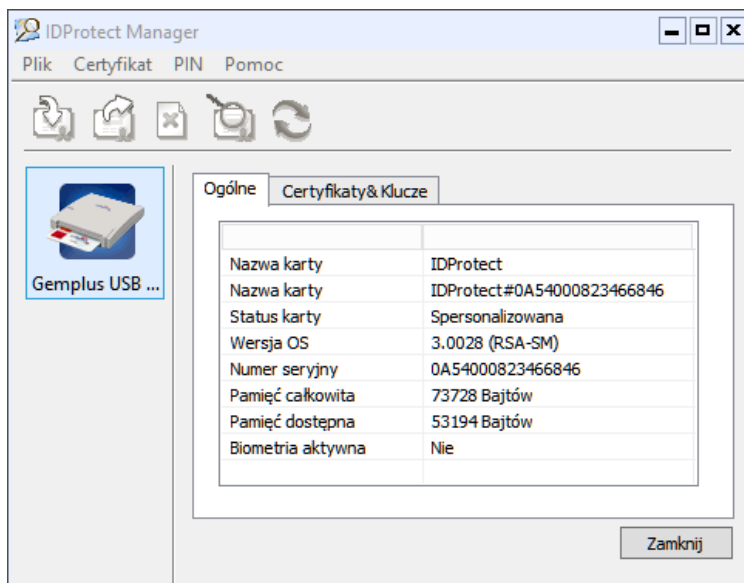 IDProtect Manager
Plik Certyfikat PIN Pomoc
Gemplus USB ...
Ogólne Certyfikaty& Klucze
Nazwa karty IDProtect
Nazwa karty IDProtect#0A54000823466846
Status karty Spersonalizowana
Wersja OS 3.0028 (RSA-SM)
Numer seryjny 0A54000823466846
Pamięć całkowita 73728 Bajtów
Pamięć dostępna 53194 Bajtów
Biometria aktywna Nie
Zamknij